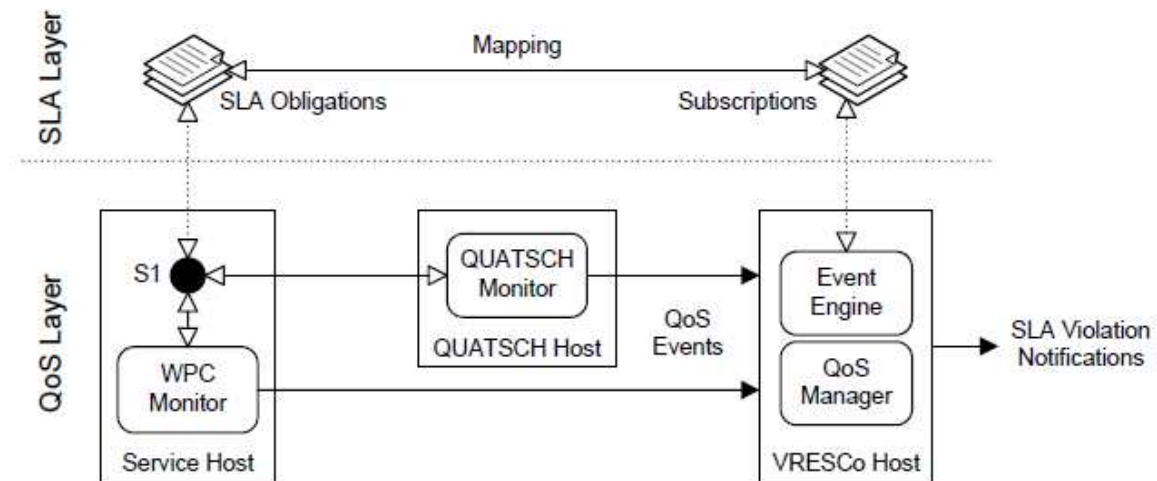 SLA Layer
Mapping
SLA Obligations
Subscriptions
QoS Layer
S1
WPC
Monitor
Service Host
QUATSCH
Monitor
QUATSCH Host
QoS
Events
Event
Engine
QoS
Manager
VRESCo Host
SLA Violation
Notifications